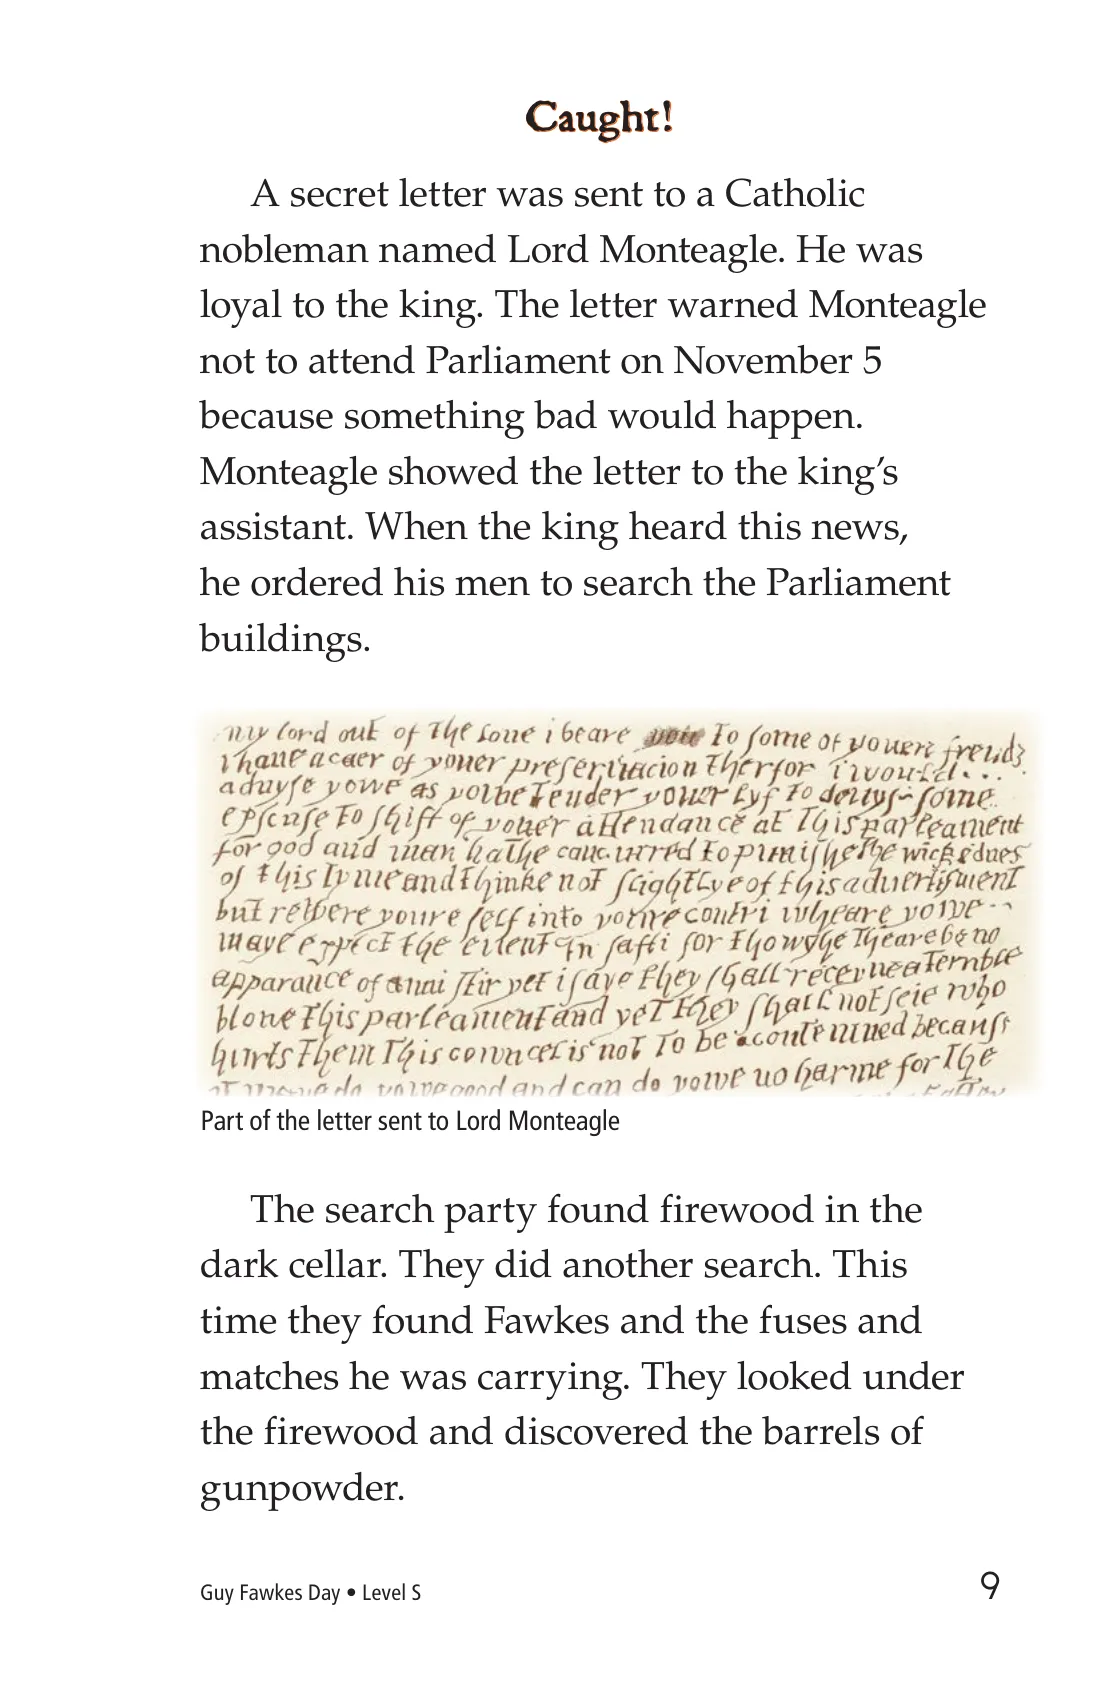 Caught!
A secret letter was sent to a Catholic
nobleman named Lord Monteagle. He was
loyal to the king. The letter warned Monteagle
not to attend Parliament on November 5
because something bad would happen.
Monteagle showed the letter to the king’s
assistant. When the king heard this news,
he ordered his men to search the Parliament
buildings.
my lord out of the loue i beare to some of youere frends
i haue a caer of youer preseruacion therfor i would
aduyse yowe as yowe tender youer lyf to deuys some
epscuse to shift of youer attendance at this parleament
for god and man hathe concurred to punishe the wickednes
of this tyme and thinke not slightlye of this aduertisment
but retyere youre self into youre contri wheare yowe
maye expect the euent in safti for thowghe theare be no
apparance of anni stir yet i saye they shall receyue a terrible
blowe this parleament and yet they shall not seie who
hurts them this cowncel is not to be contemned becauss
do yowe good and can do yowe no harme for the
Part of the letter sent to Lord Monteagle
The search party found firewood in the
dark cellar. They did another search. This
time they found Fawkes and the fuses and
matches he was carrying. They looked under
the firewood and discovered the barrels of
gunpowder.
Guy Fawkes Day • Level S
9